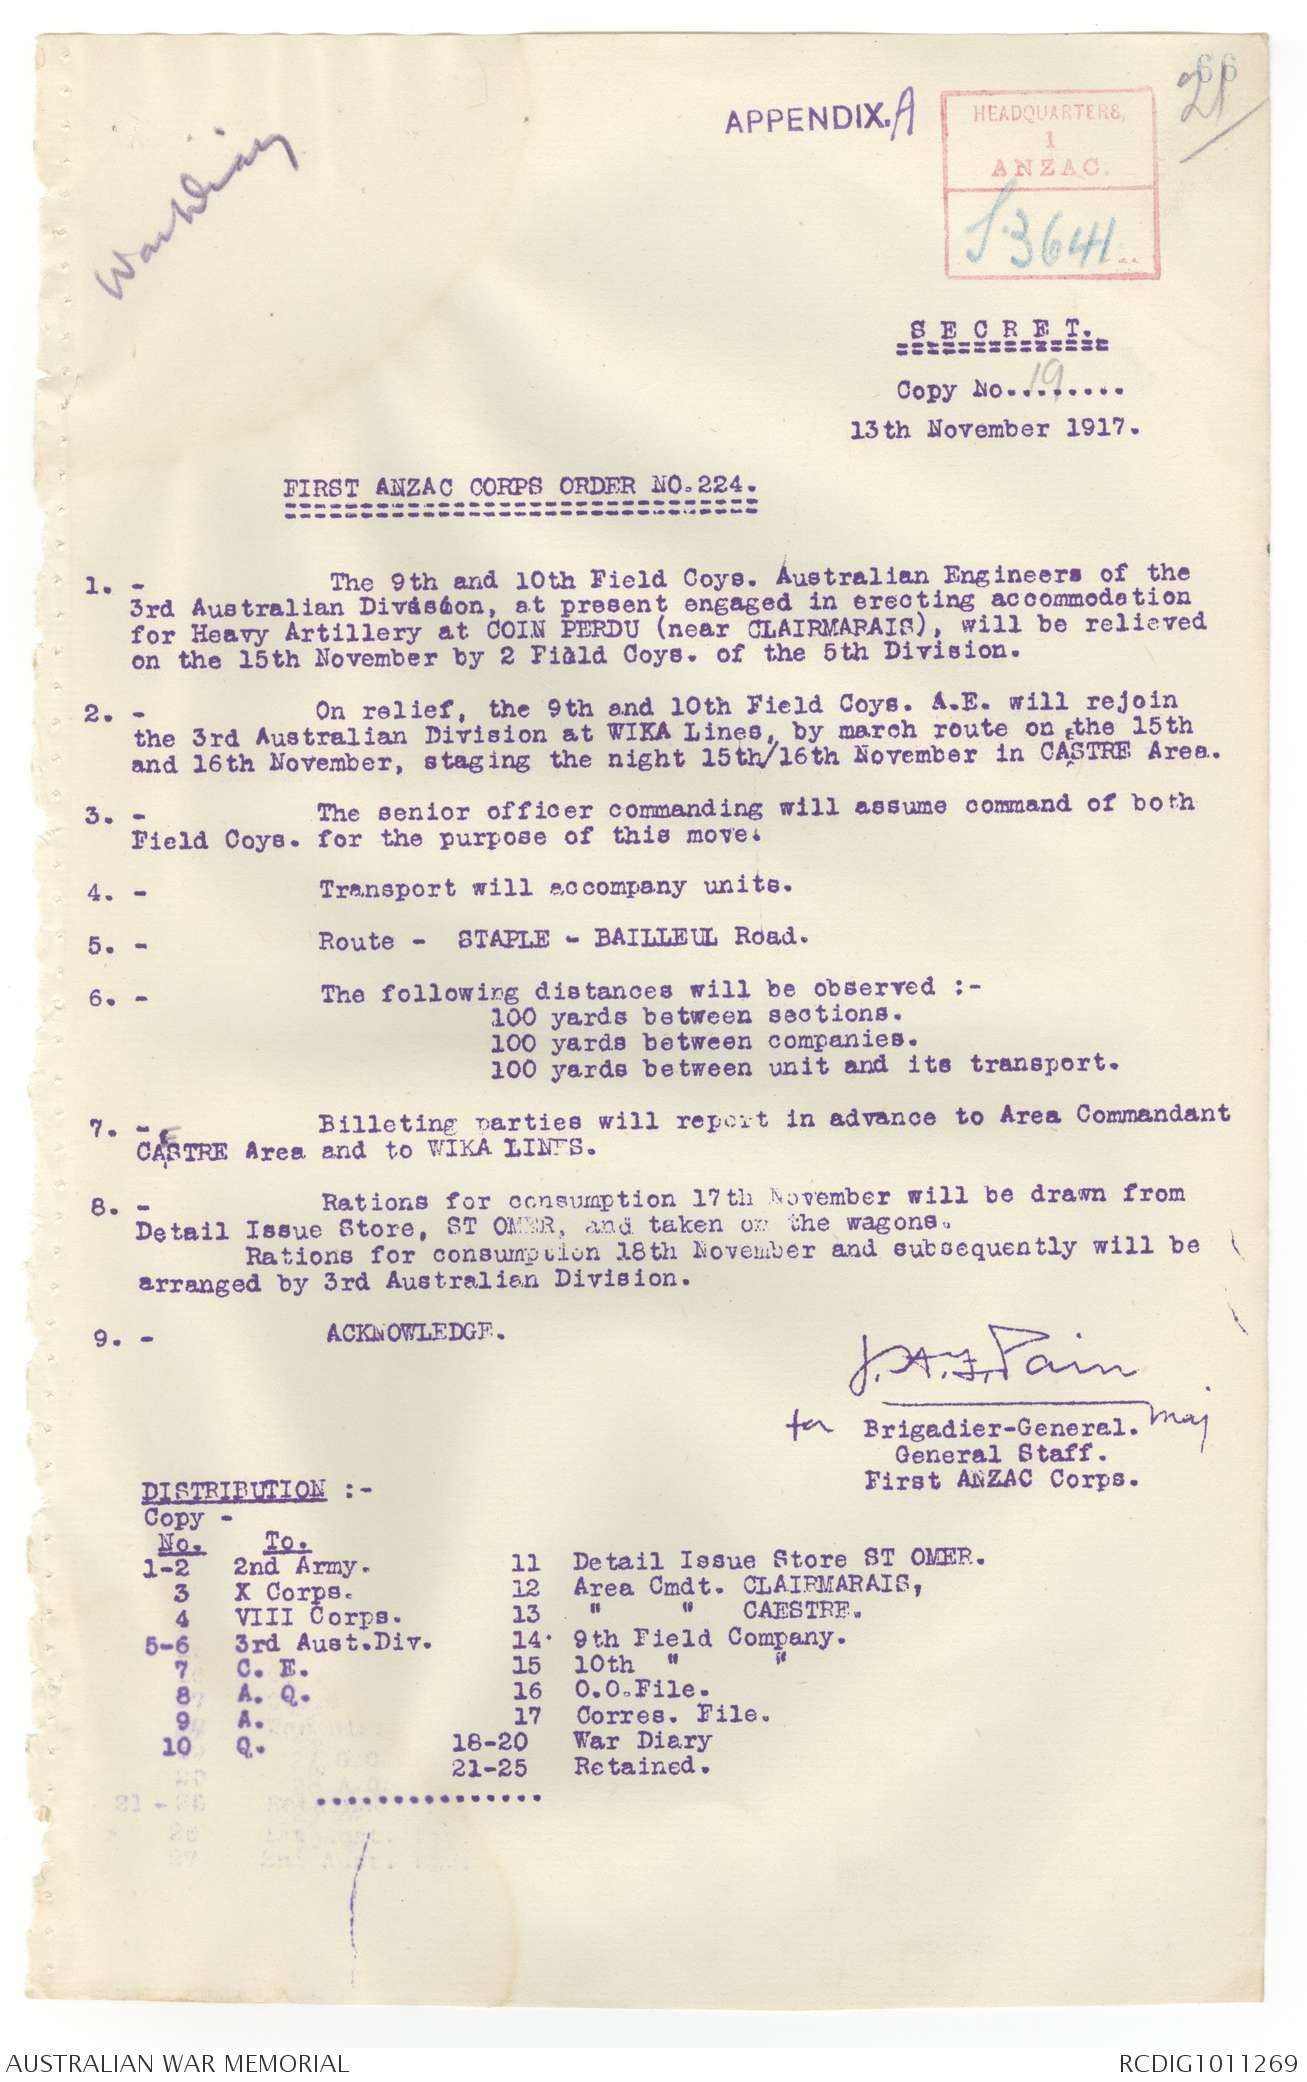 66
21
War Diary
APPENDIX. A
HEADQUARTERS,
1
ANZAC.
S.3641..
S E C R E T.
Copy No. 19 ........
13th November 1917.
FIRST ANZAC CORPS ORDER NO.224.
1. - The 9th and 10th Field Coys. Australian Engineers of the
3rd Australian Division, at present engaged in erecting accommodation
for Heavy Artillery at COIN PERDU (near CLAIRMARAIS), will be relieved
on the 15th November by 2 Field Coys. of the 5th Division.
2. - On relief, the 9th and 10th Field Coys. A.E. will rejoin
the 3rd Australian Division at WIKA Lines, by march route on the 15th
and 16th November, staging the night 15th/16th November in CAESTRE Area.
3. - The senior officer commanding will assume command of both
Field Coys. for the purpose of this move.
4. - Transport will accompany units.
5. - Route - STAPLE - BAILLEUL Road.
6. - The following distances will be observed :-
100 yards between sections.
100 yards between companies.
100 yards between unit and its transport.
7. - Billeting parties will report in advance to Area Commandant
CAESTRE Area and to WIKA LINES.
8. - Rations for consumption 17th November will be drawn from
Detail Issue Store, ST OMER, and taken on the wagons.
Rations for consumption 18th November and subsequently will be
arranged by 3rd Australian Division.
9. - ACKNOWLEDGE.
J.A.F. Pain
for Brigadier-General. Maj
General Staff.
First ANZAC Corps.
DISTRIBUTION :-
Copy -
No. To.
1-2 2nd Army.
3 X Corps.
4 VIII Corps.
5-6 3rd Aust.Div.
7 C. E.
8 A. Q.
9 A.
10 Q.
11 Detail Issue Store ST OMER.
12 Area Cmdt. CLAIRMARAIS,
13 " " CAESTRE.
14. 9th Field Company.
15 10th " "
16 O.O.File.
17 Corres. File.
18-20 War Diary
21-25 Retained.
...............
AUSTRALIAN WAR MEMORIAL
RCDIG1011269